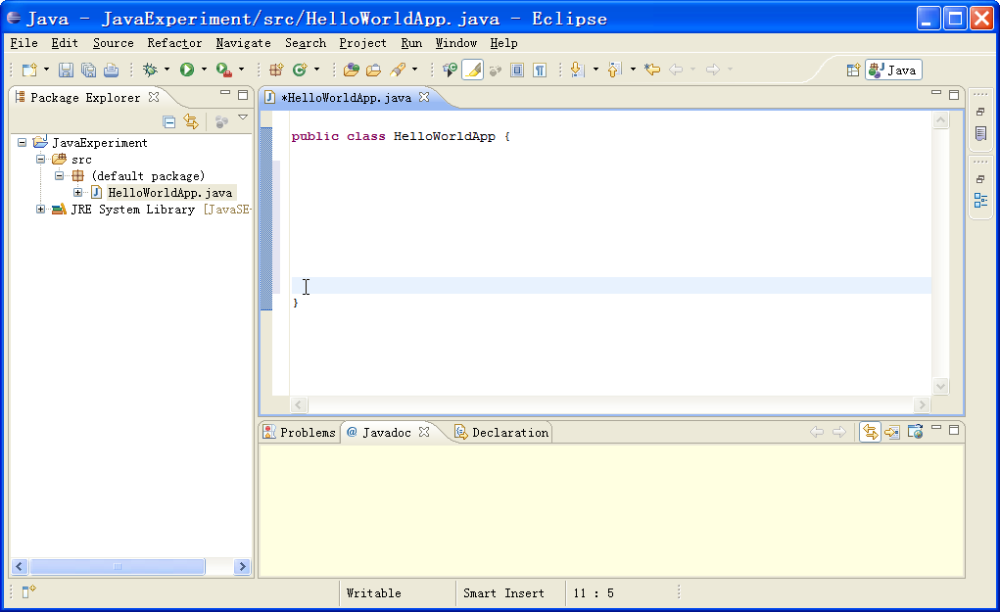 Java - JavaExperiment/src/HelloWorldApp.java - Eclipse
File Edit Source Refactor Navigate Search Project Run Window Help
Java
Package Explorer
*HelloWorldApp.java
JavaExperiment
src
(default package)
HelloWorldApp.java
JRE System Library [JavaSE-
public class HelloWorldApp {
}
Problems @ Javadoc Declaration
Writable Smart Insert 11 : 5